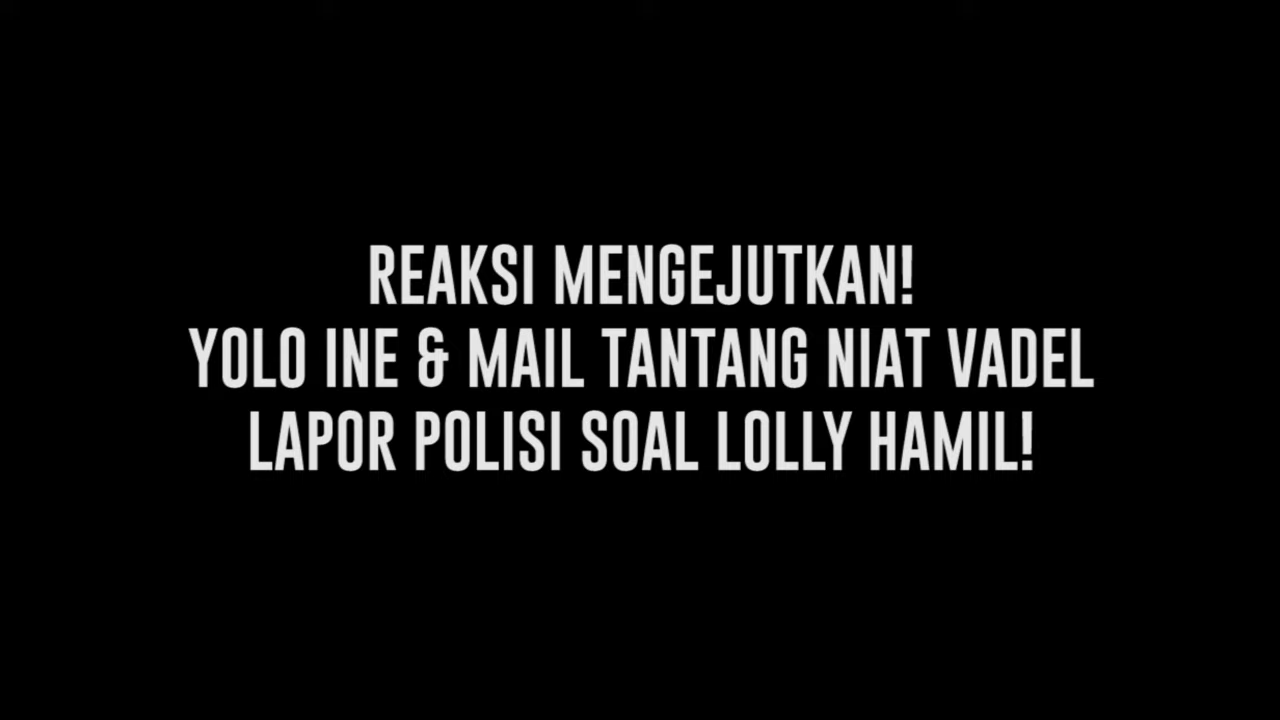 REAKSI MENGEJUTKAN!
YOLO INE & MAIL TANTANG NIAT VADEL
LAPOR POLISI SOAL LOLLY HAMIL!